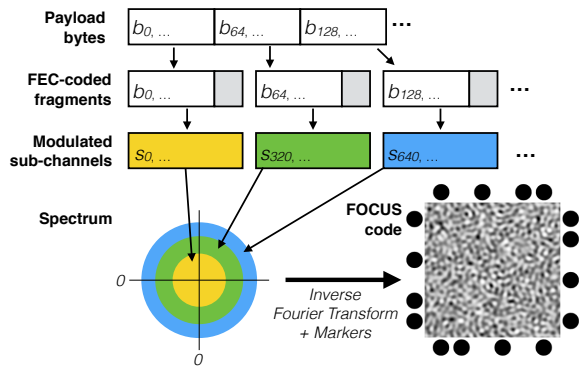 Payload
bytes
b0, ... b64, ... b128, ... ...
FEC-coded
fragments
b0, ... b64, ... b128, ... ...
Modulated
sub-channels
s0, ... s320, ... s640, ... ...
Spectrum
FOCUS
code
0
Inverse
Fourier Transform
+ Markers
0